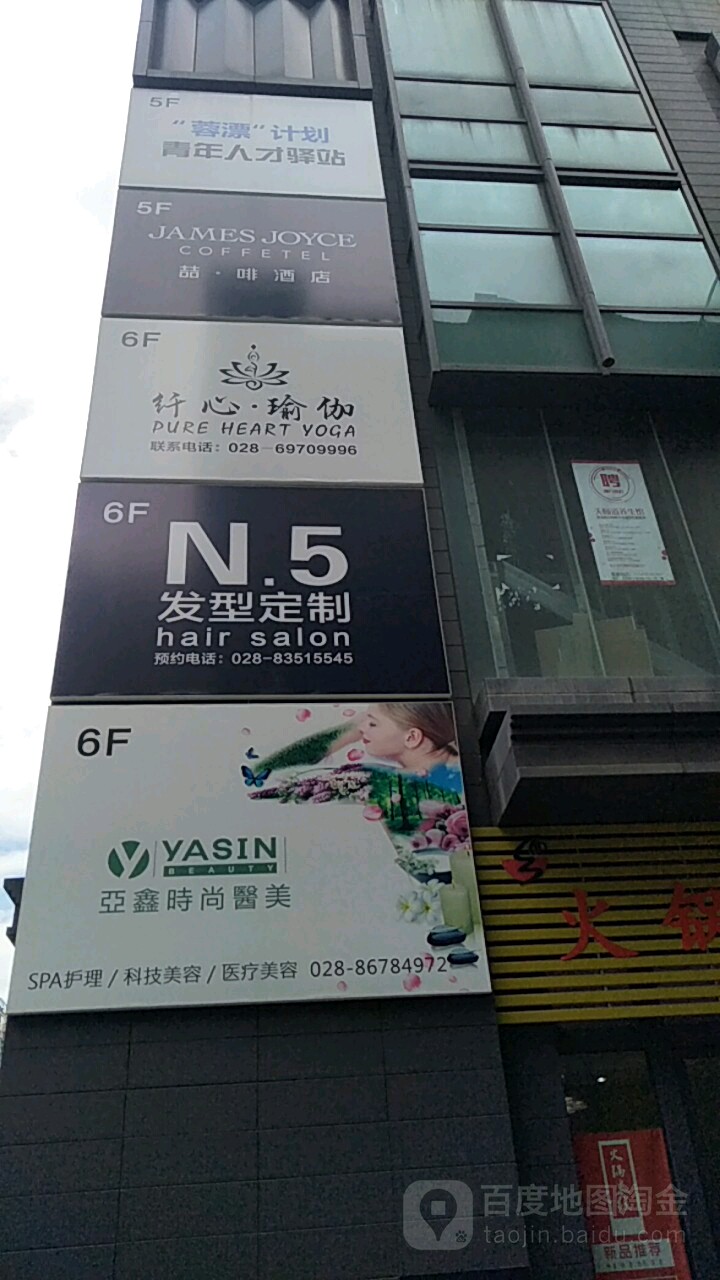 5F
"蓉漂"计划
青年人才驿站
5F
JAMES JOYCE
COFFETEL
喆·啡酒店
6F
纤心·瑜伽
PURE HEART YOGA
联系电话：028-69709996
6F
N.5
发型定制
hair salon
预约电话：028-83515545
6F
YASIN
BEAUTY
亞鑫時尚醫美
SPA护理/科技美容/医疗美容 028-86784972
聘
火锅
新品推荐
百度地图淘金
taojin.baidu.com